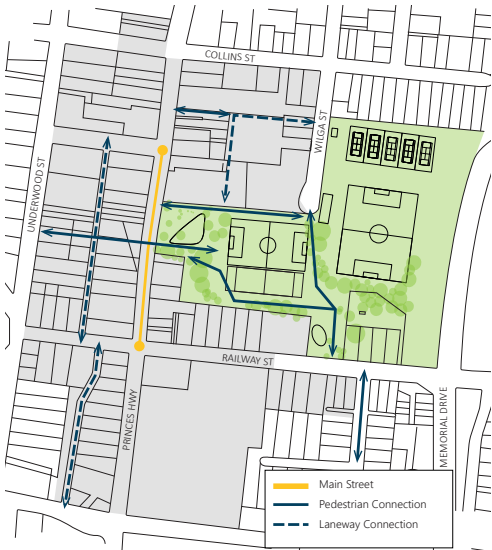 COLLINS ST
WILGA ST
UNDERWOOD ST
RAILWAY ST
PRINCES HWY
MEMORIAL DRIVE
Main Street
Pedestrian Connection
Laneway Connection